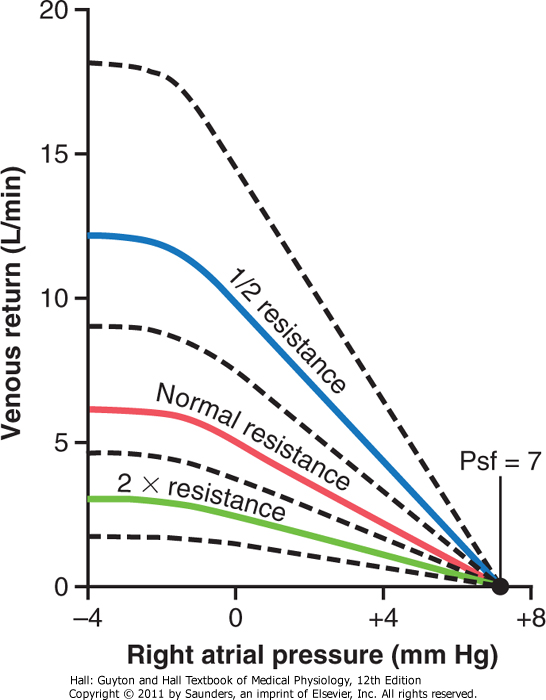 20
15
10
5
0
Venous return (L/min)
1/2 resistance
Normal resistance
2 × resistance
Psf = 7
−4
0
+4
+8
Right atrial pressure (mm Hg)
Hall: Guyton and Hall Textbook of Medical Physiology, 12th Edition
Copyright © 2011 by Saunders, an imprint of Elsevier, Inc. All rights reserved.